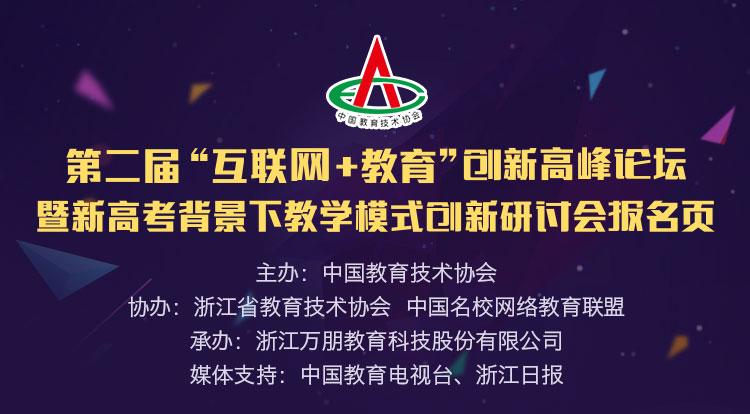 中国教育技术协会
第二届“互联网+教育”创新高峰论坛
暨新高考背景下教学模式创新研讨会报名页
主办：中国教育技术协会
协办：浙江省教育技术协会 中国名校网络教育联盟
承办：浙江万朋教育科技股份有限公司
媒体支持：中国教育电视台、浙江日报